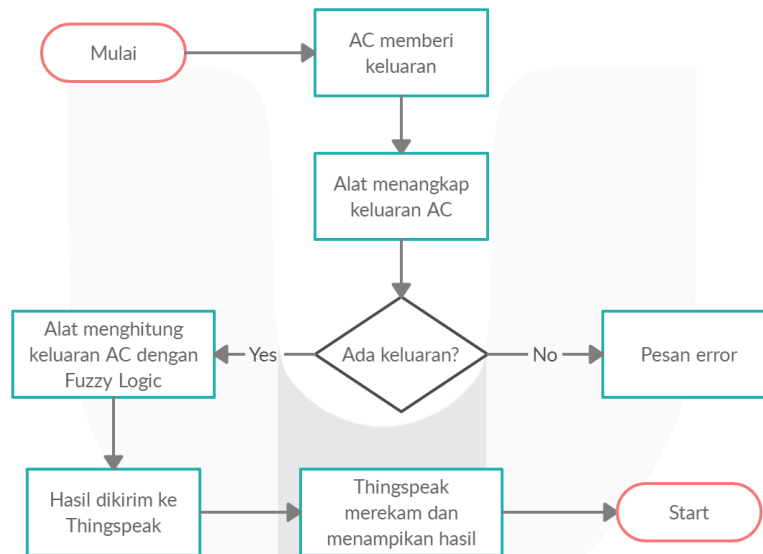 Mulai
AC memberi
keluaran
Alat menangkap
keluaran AC
Ada keluaran?
Yes
No
Alat menghitung
keluaran AC dengan
Fuzzy Logic
Pesan error
Hasil dikirim ke
Thingspeak
Thingspeak
merekam dan
menampikan hasil
Start